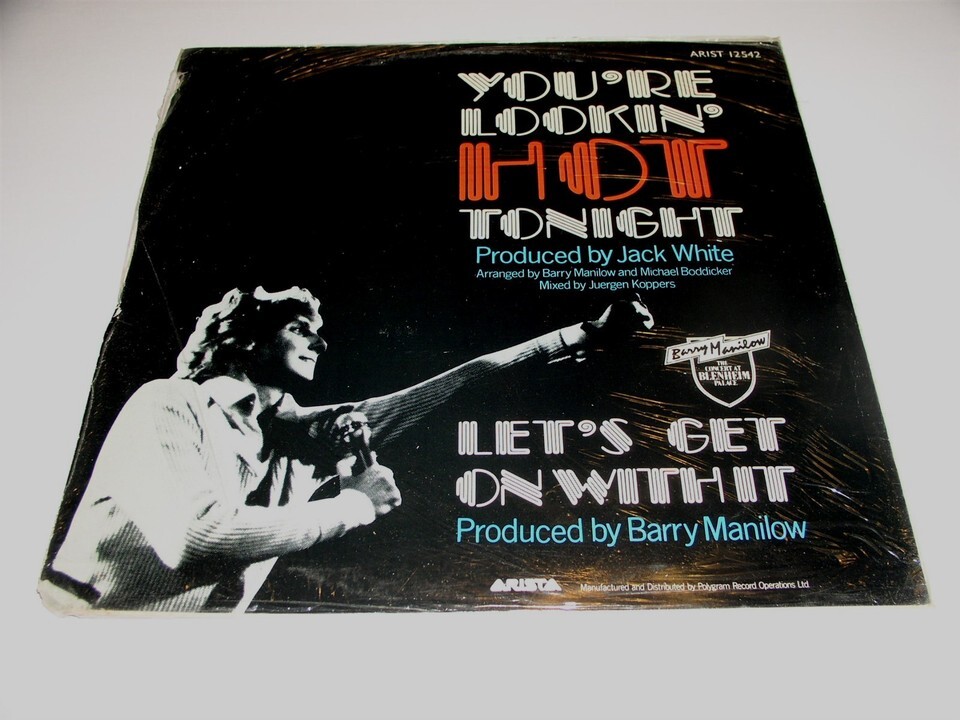 ARIST 12542
YOU'RE
LOOKIN'
HOT
TONIGHT
Produced by Jack White
Arranged by Barry Manilow and Michael Boddicker
Mixed by Juergen Koppers
Barry Manilow
THE
CONCERT AT
BLENHEIM
PALACE
LET'S GET
ON WITH IT
Produced by Barry Manilow
ARISTA
Manufactured and Distributed by Polygram Record Operations Ltd.